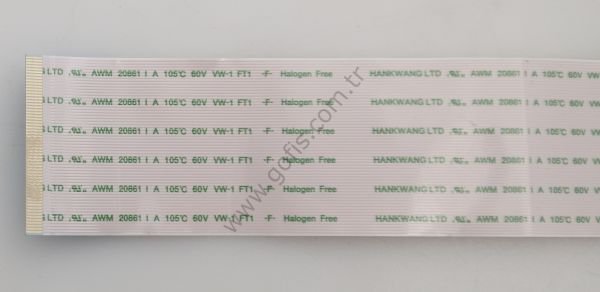 G LTD AWM 20861 I A 105℃ 60V VW-1 FT1 -F- Halogen Free HANKWANG LTD AWM 20861 I A 105℃ 60V VW-
G LTD AWM 20861 I A 105℃ 60V VW-1 FT1 -F- Halogen Free HANKWANG LTD AWM 20861 I A 105℃ 60V VW
G LTD AWM 20861 I A 105℃ 60V VW-1 FT1 -F- Halogen Free HANKWANG LTD AWM 20861 I A 105℃ 60V VW
G LTD AWM 20861 I A 105℃ 60V VW-1 FT1 -F- Halogen Free HANKWANG LTD AWM 20861 I A 105℃ 60V VW
G LTD AWM 20861 I A 105℃ 60V VW-1 FT1 -F- Halogen Free HANKWANG LTD AWM 20861 I A 105℃ 60V V
G LTD AWM 20861 I A 105℃ 60V VW-1 FT1 -F- Halogen Free HANKWANG LTD AWM 20861 I A 105℃ 60V V
www.gofis.com.tr